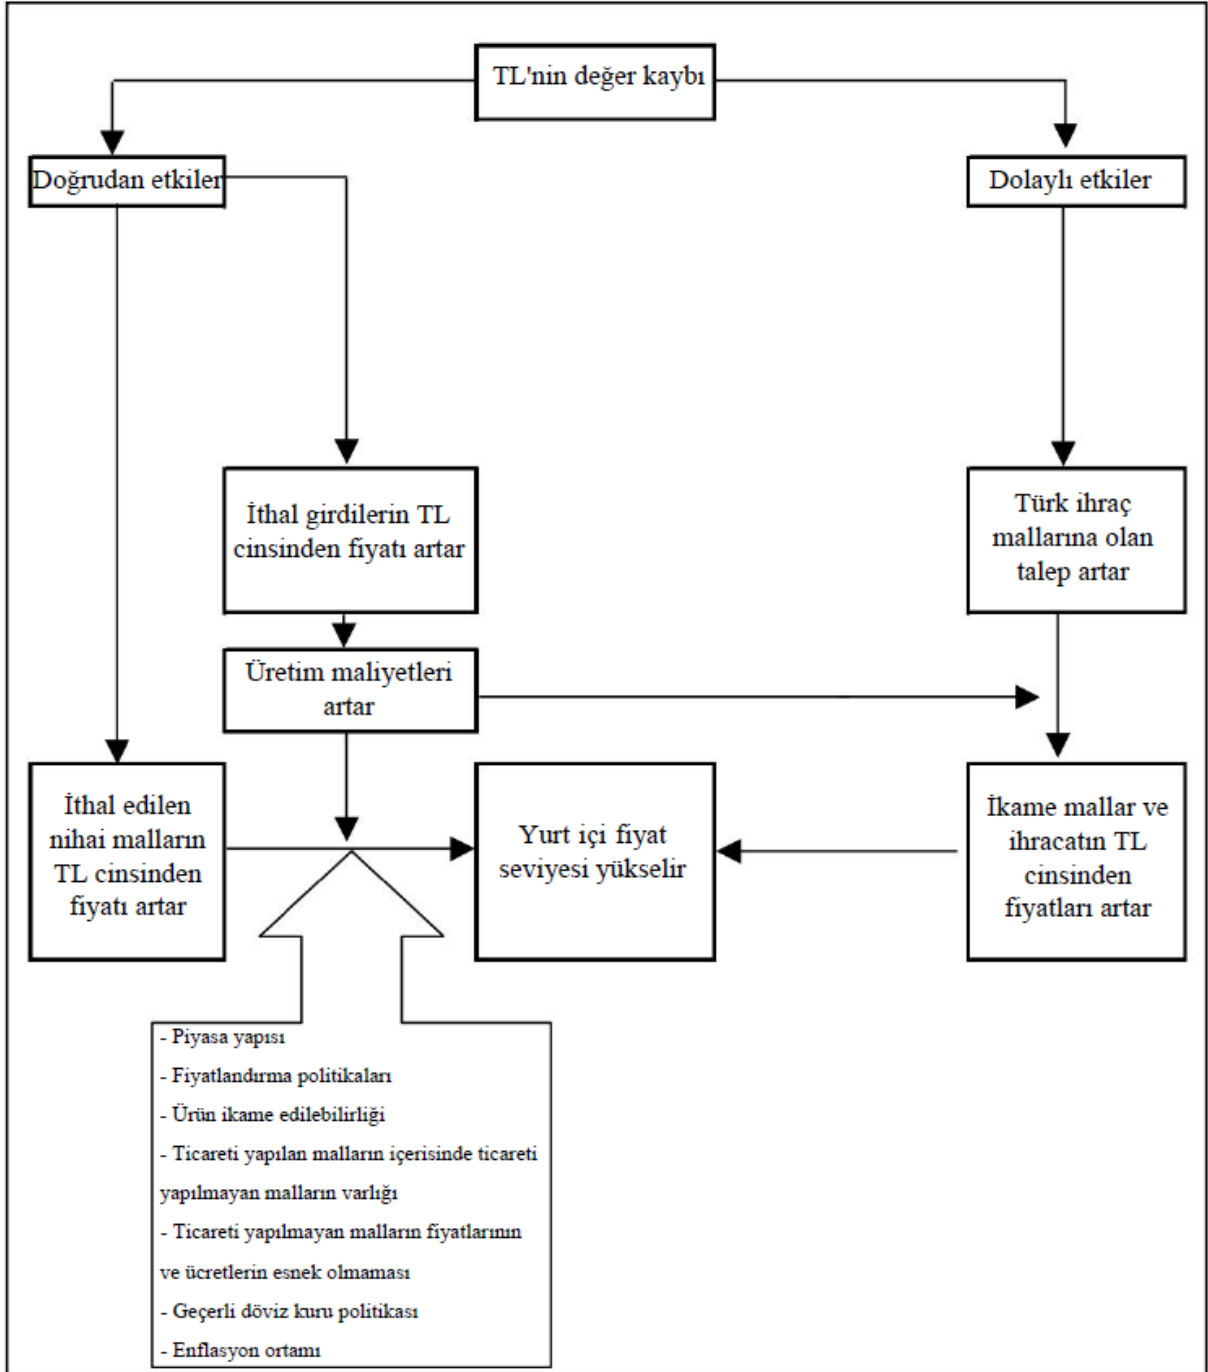 TL'nin değer kaybı
Doğrudan etkiler
Dolaylı etkiler
İthal girdilerin TL
cinsinden fiyatı artar
Türk ihraç
mallarına olan
talep artar
Üretim maliyetleri
artar
İthal edilen
nihai malların
TL cinsinden
fiyatı artar
Yurt içi fiyat
seviyesi yükselir
İkame mallar ve
ihracatın TL
cinsinden
fiyatları artar
- Piyasa yapısı
- Fiyatlandırma politikaları
- Ürün ikame edilebilirliği
- Ticareti yapılan malların içerisinde ticareti
yapılmayan malların varlığı
- Ticareti yapılmayan malların fiyatlarının
ve ücretlerin esnek olmaması
- Geçerli döviz kuru politikası
- Enflasyon ortamı